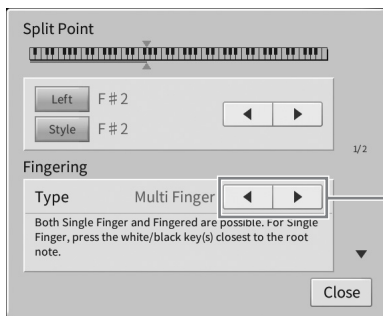 Split Point
Left F♯2
Style F♯2
1/2
Fingering
Type Multi Finger
Both Single Finger and Fingered are possible. For Single
Finger, press the white/black key(s) closest to the root
note.
Close